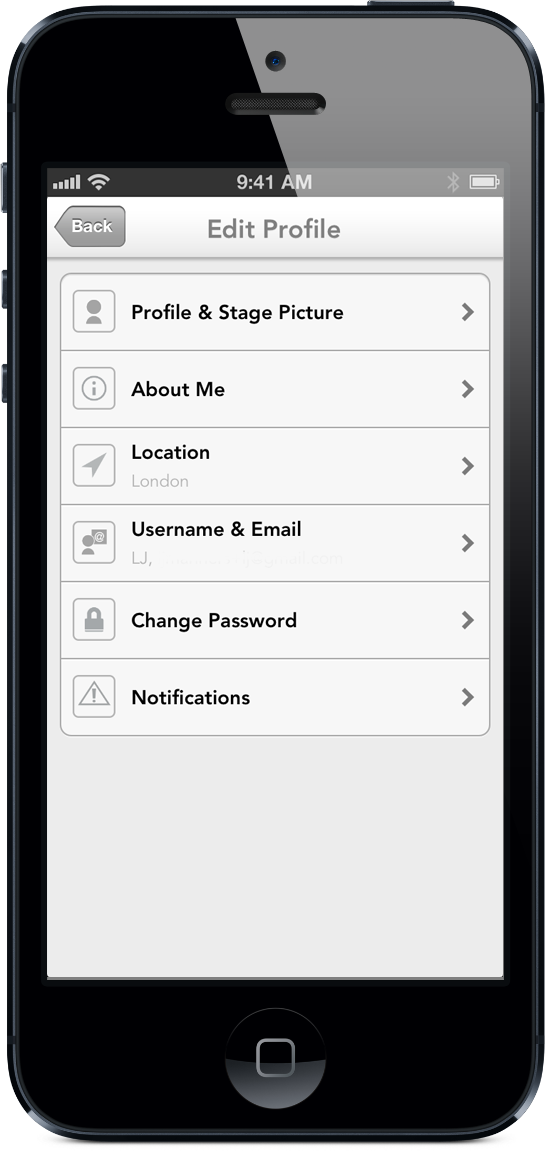 9:41 AM
Back
Edit Profile
Profile & Stage Picture
About Me
Location
London
Username & Email
LJ,
Change Password
Notifications